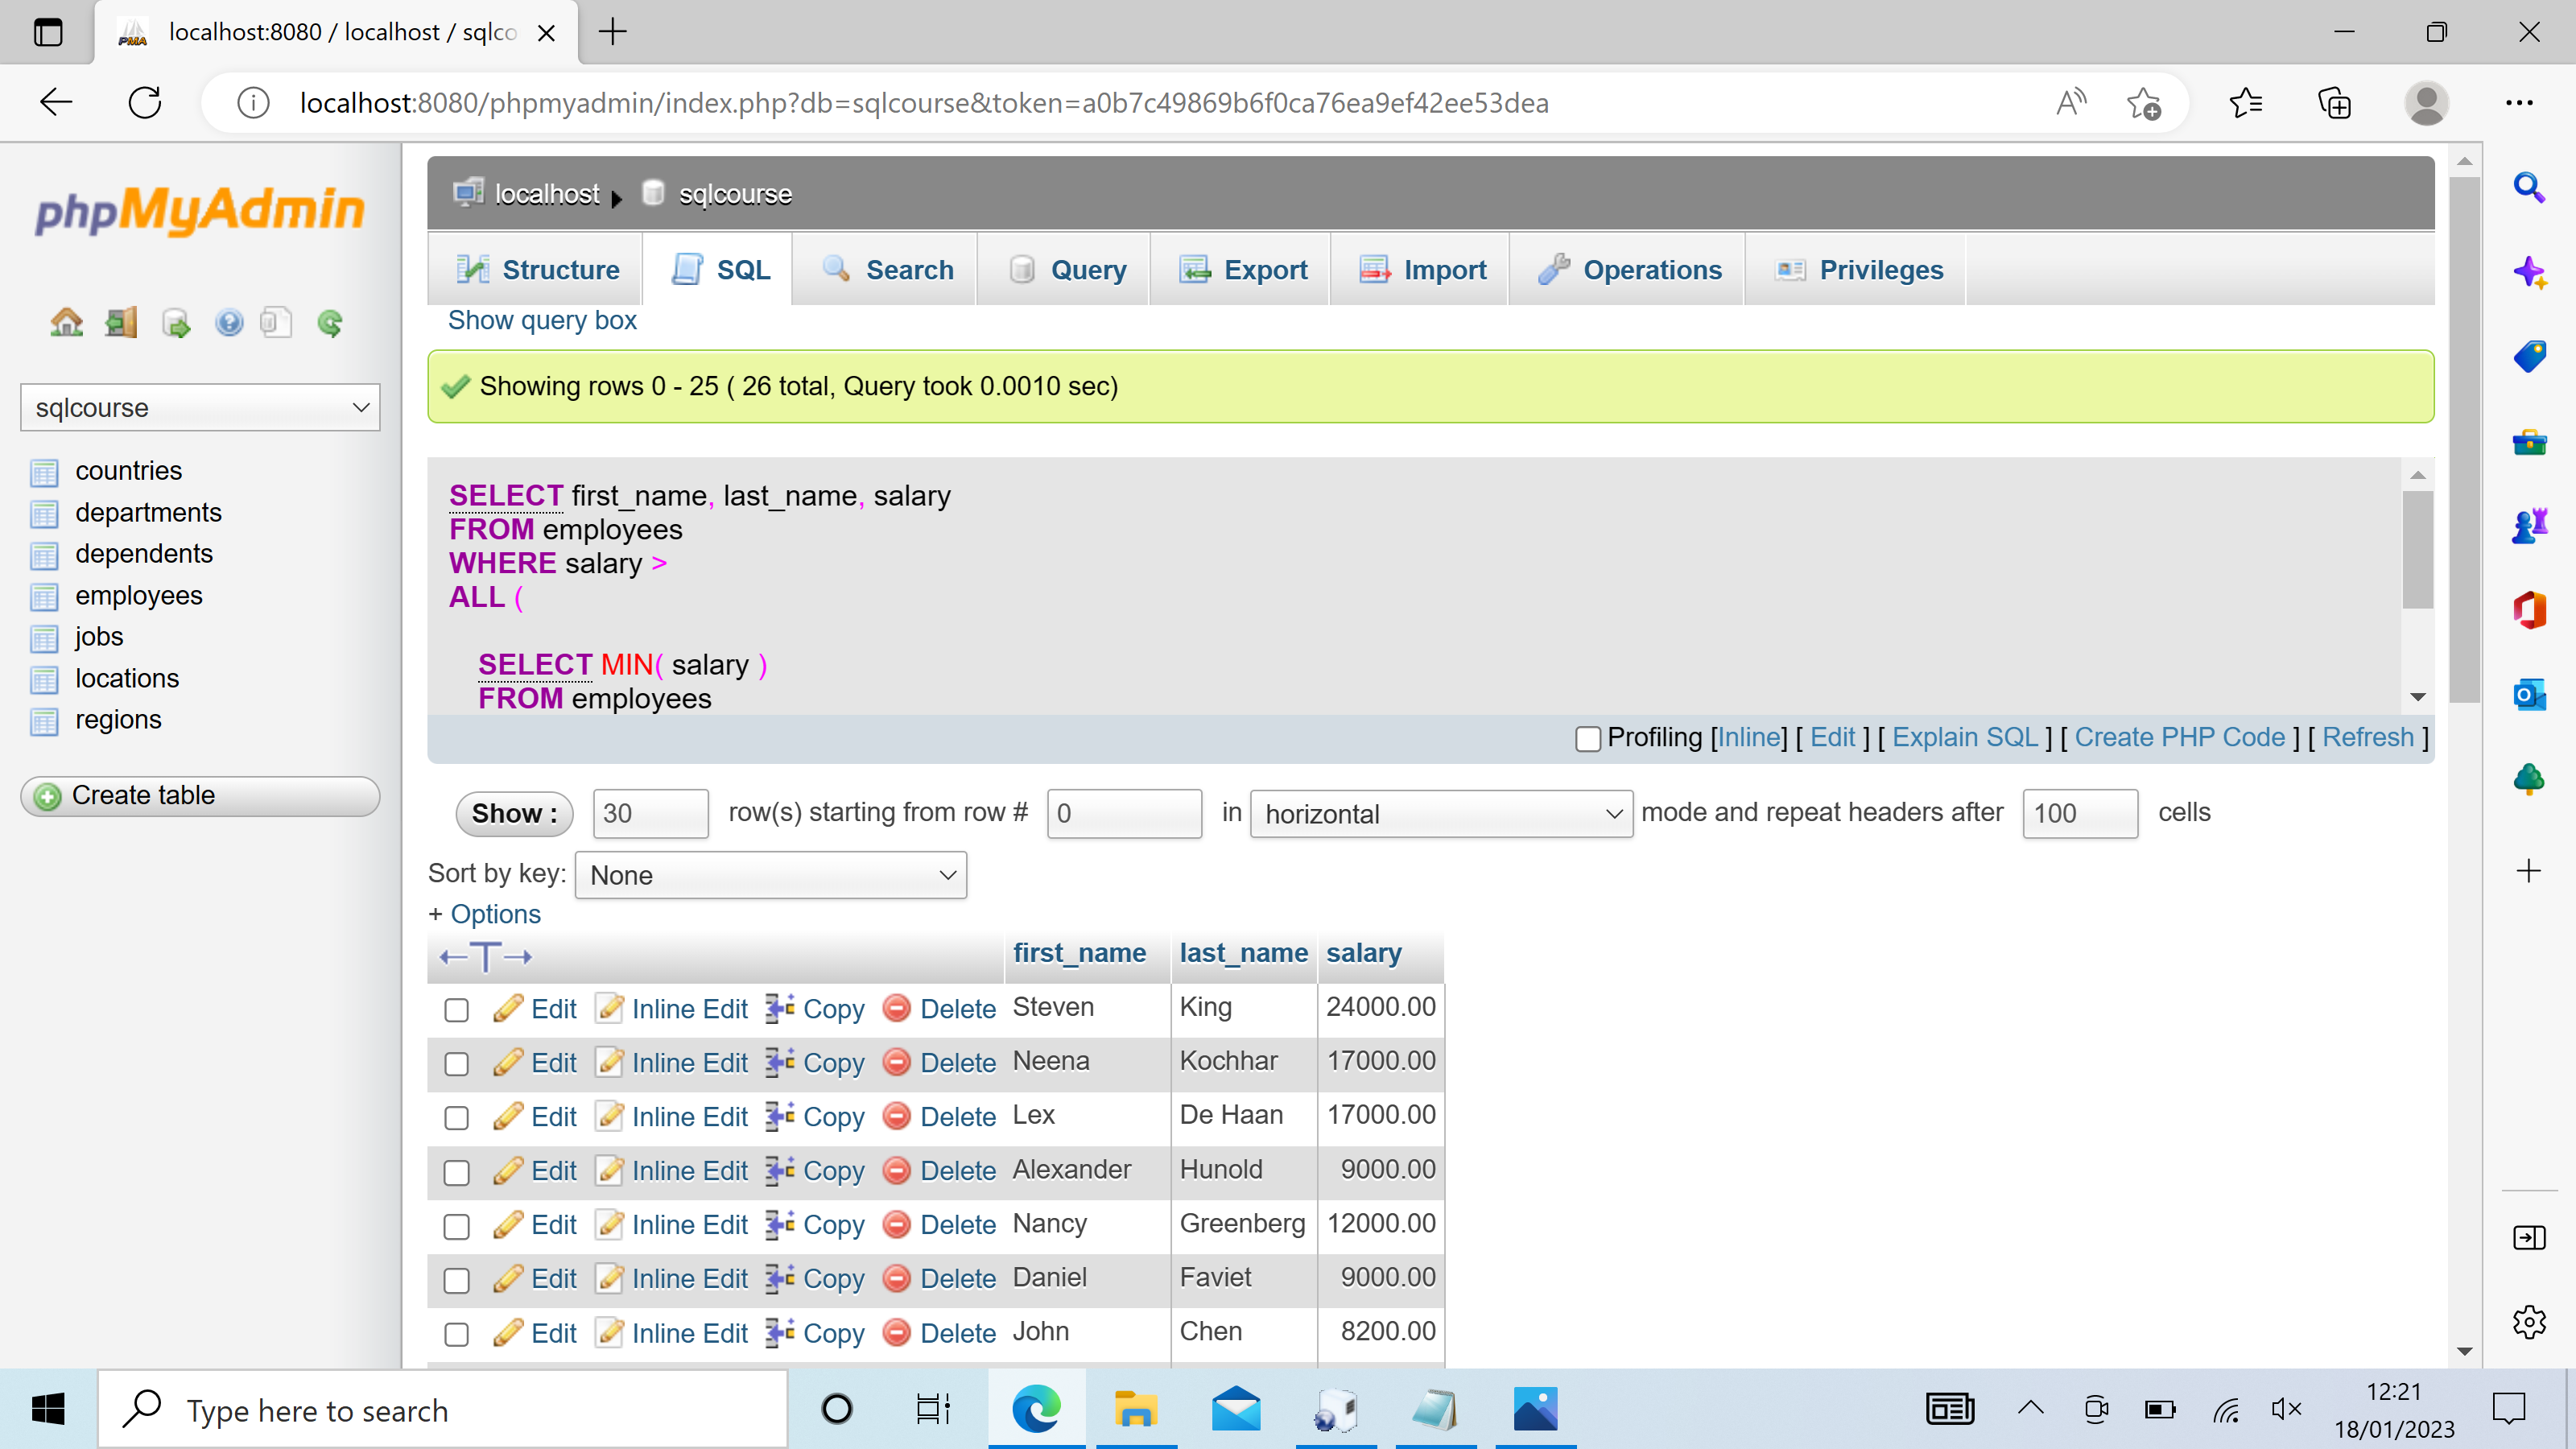 localhost:8080 / localhost / sqlco
localhost:8080/phpmyadmin/index.php?db=sqlcourse&token=a0b7c49869b6f0ca76ea9ef42ee53dea
phpMyAdmin
sqlcourse
countries
departments
dependents
employees
jobs
locations
regions
Create table
localhost sqlcourse
Structure SQL Search Query Export Import Operations Privileges
Show query box
Showing rows 0 - 25 ( 26 total, Query took 0.0010 sec)
SELECT first_name, last_name, salary
FROM employees
WHERE salary >
ALL (
SELECT MIN( salary )
FROM employees
Profiling [Inline] [ Edit ] [ Explain SQL ] [ Create PHP Code ] [ Refresh ]
Show : 30 row(s) starting from row # 0 in horizontal mode and repeat headers after 100 cells
Sort by key: None
+ Options
←T→ first_name last_name salary
Edit Inline Edit Copy Delete Steven King 24000.00
Edit Inline Edit Copy Delete Neena Kochhar 17000.00
Edit Inline Edit Copy Delete Lex De Haan 17000.00
Edit Inline Edit Copy Delete Alexander Hunold 9000.00
Edit Inline Edit Copy Delete Nancy Greenberg 12000.00
Edit Inline Edit Copy Delete Daniel Faviet 9000.00
Edit Inline Edit Copy Delete John Chen 8200.00
Type here to search
12:21
18/01/2023